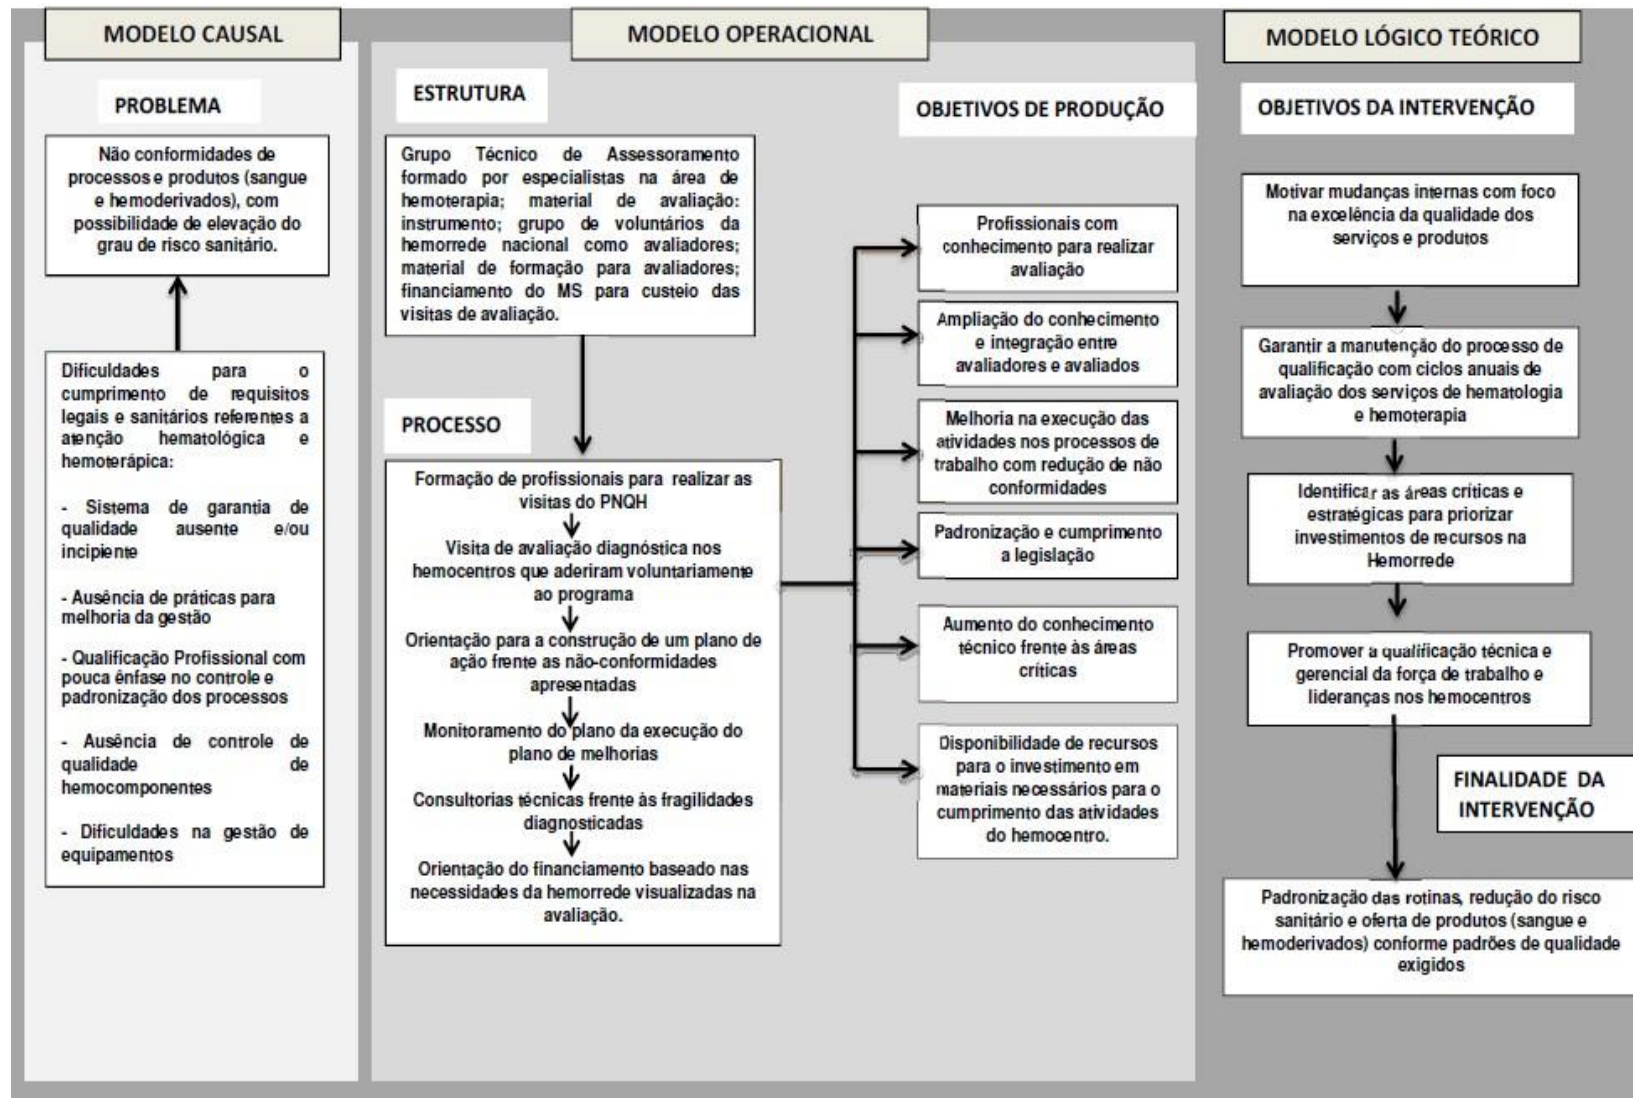 MODELO CAUSAL
PROBLEMA
Não conformidades de
processos e produtos (sangue
e hemoderivados), com
possibilidade de elevação do
grau de risco sanitário.
Dificuldades para o
cumprimento de requisitos
legais e sanitários referentes a
atenção hematológica e
hemoterápica:
- Sistema de garantia de
qualidade ausente e/ou
incipiente
- Ausência de práticas para
melhoria da gestão
- Qualificação Profissional com
pouca ênfase no controle e
padronização dos processos
- Ausência de controle de
qualidade de
hemocomponentes
- Dificuldades na gestão de
equipamentos
MODELO OPERACIONAL
ESTRUTURA
Grupo Técnico de Assessoramento
formado por especialistas na área de
hemoterapia; material de avaliação:
instrumento; grupo de voluntários da
hemorrede nacional como avaliadores;
material de formação para avaliadores;
financiamento do MS para custeio das
visitas de avaliação.
PROCESSO
Formação de profissionais para realizar as
visitas do PNQH
Visita de avaliação diagnóstica nos
hemocentros que aderiram voluntariamente
ao programa
Orientação para a construção de um plano de
ação frente as não-conformidades
apresentadas
Monitoramento do plano da execução do
plano de melhorias
Consultorias técnicas frente às fragilidades
diagnosticadas
Orientação do financiamento baseado nas
necessidades da hemorrede visualizadas na
avaliação.
OBJETIVOS DE PRODUÇÃO
Profissionais com
conhecimento para realizar
avaliação
Ampliação do conhecimento
e integração entre
avaliadores e avaliados
Melhoria na execução das
atividades nos processos de
trabalho com redução de não
conformidades
Padronização e cumprimento
a legislação
Aumento do conhecimento
técnico frente às áreas
críticas
Disponibilidade de recursos
para o investimento em
materiais necessários para o
cumprimento das atividades
do hemocentro.
MODELO LÓGICO TEÓRICO
OBJETIVOS DA INTERVENÇÃO
Motivar mudanças internas com foco
na excelência da qualidade dos
serviços e produtos
Garantir a manutenção do processo de
qualificação com ciclos anuais de
avaliação dos serviços de hematologia
e hemoterapia
Identificar as áreas críticas e
estratégicas para priorizar
investimentos de recursos na
Hemorrede
Promover a qualificação técnica e
gerencial da força de trabalho e
lideranças nos hemocentros
FINALIDADE DA
INTERVENÇÃO
Padronização das rotinas, redução do risco
sanitário e oferta de produtos (sangue e
hemoderivados) conforme padrões de qualidade
exigidos